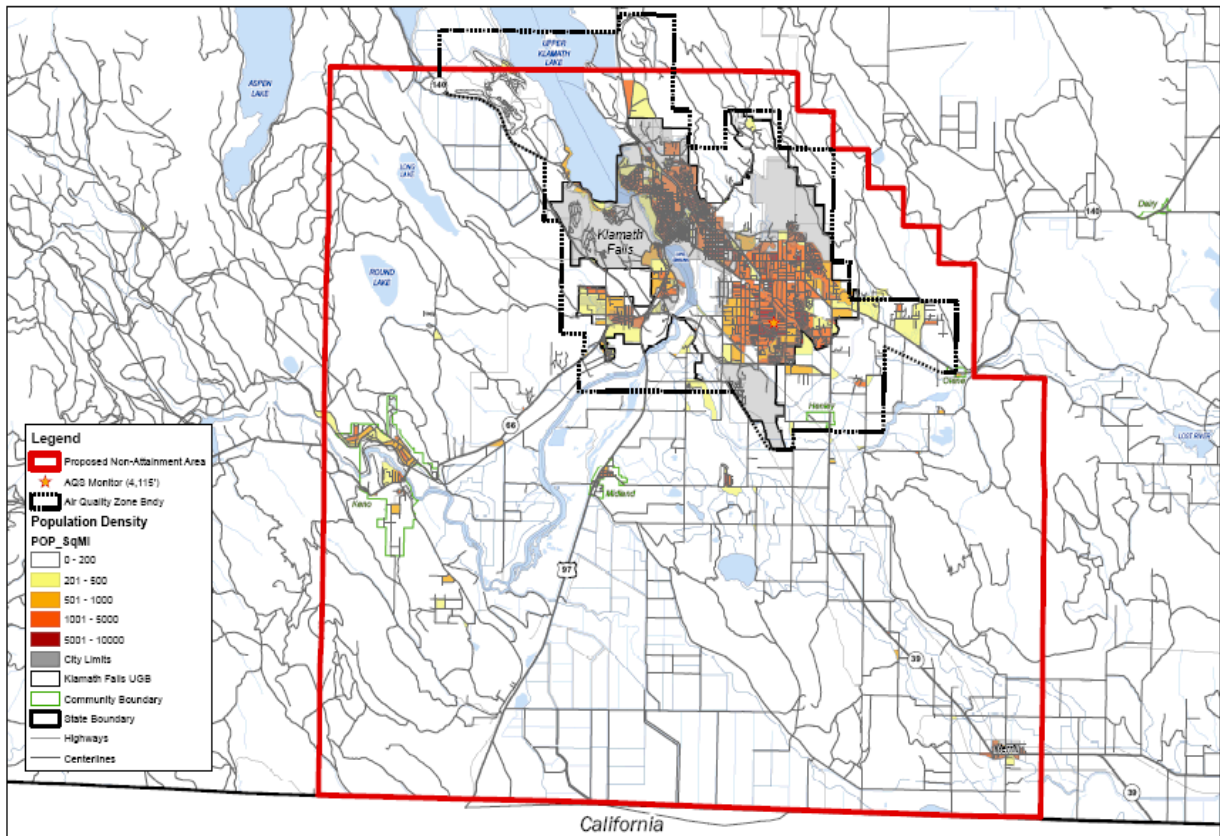 UPPER
KLAMATH
LAKE
140
ASPEN
LAKE
LONG
LAKE
Dairy
140
Klamath
Falls
ROUND
LAKE
Olene
Henley
LOST RIVER
66
Midland
Keno
97
39
Merrill
39
California
Legend
Proposed Non-Attainment Area
AQS Monitor (4,115')
Air Quality Zone Bndy
Population Density
POP_SqMI
0 - 200
201 - 500
501 - 1000
1001 - 5000
5001 - 10000
City Limits
Klamath Falls UGB
Community Boundary
State Boundary
Highways
Centerlines